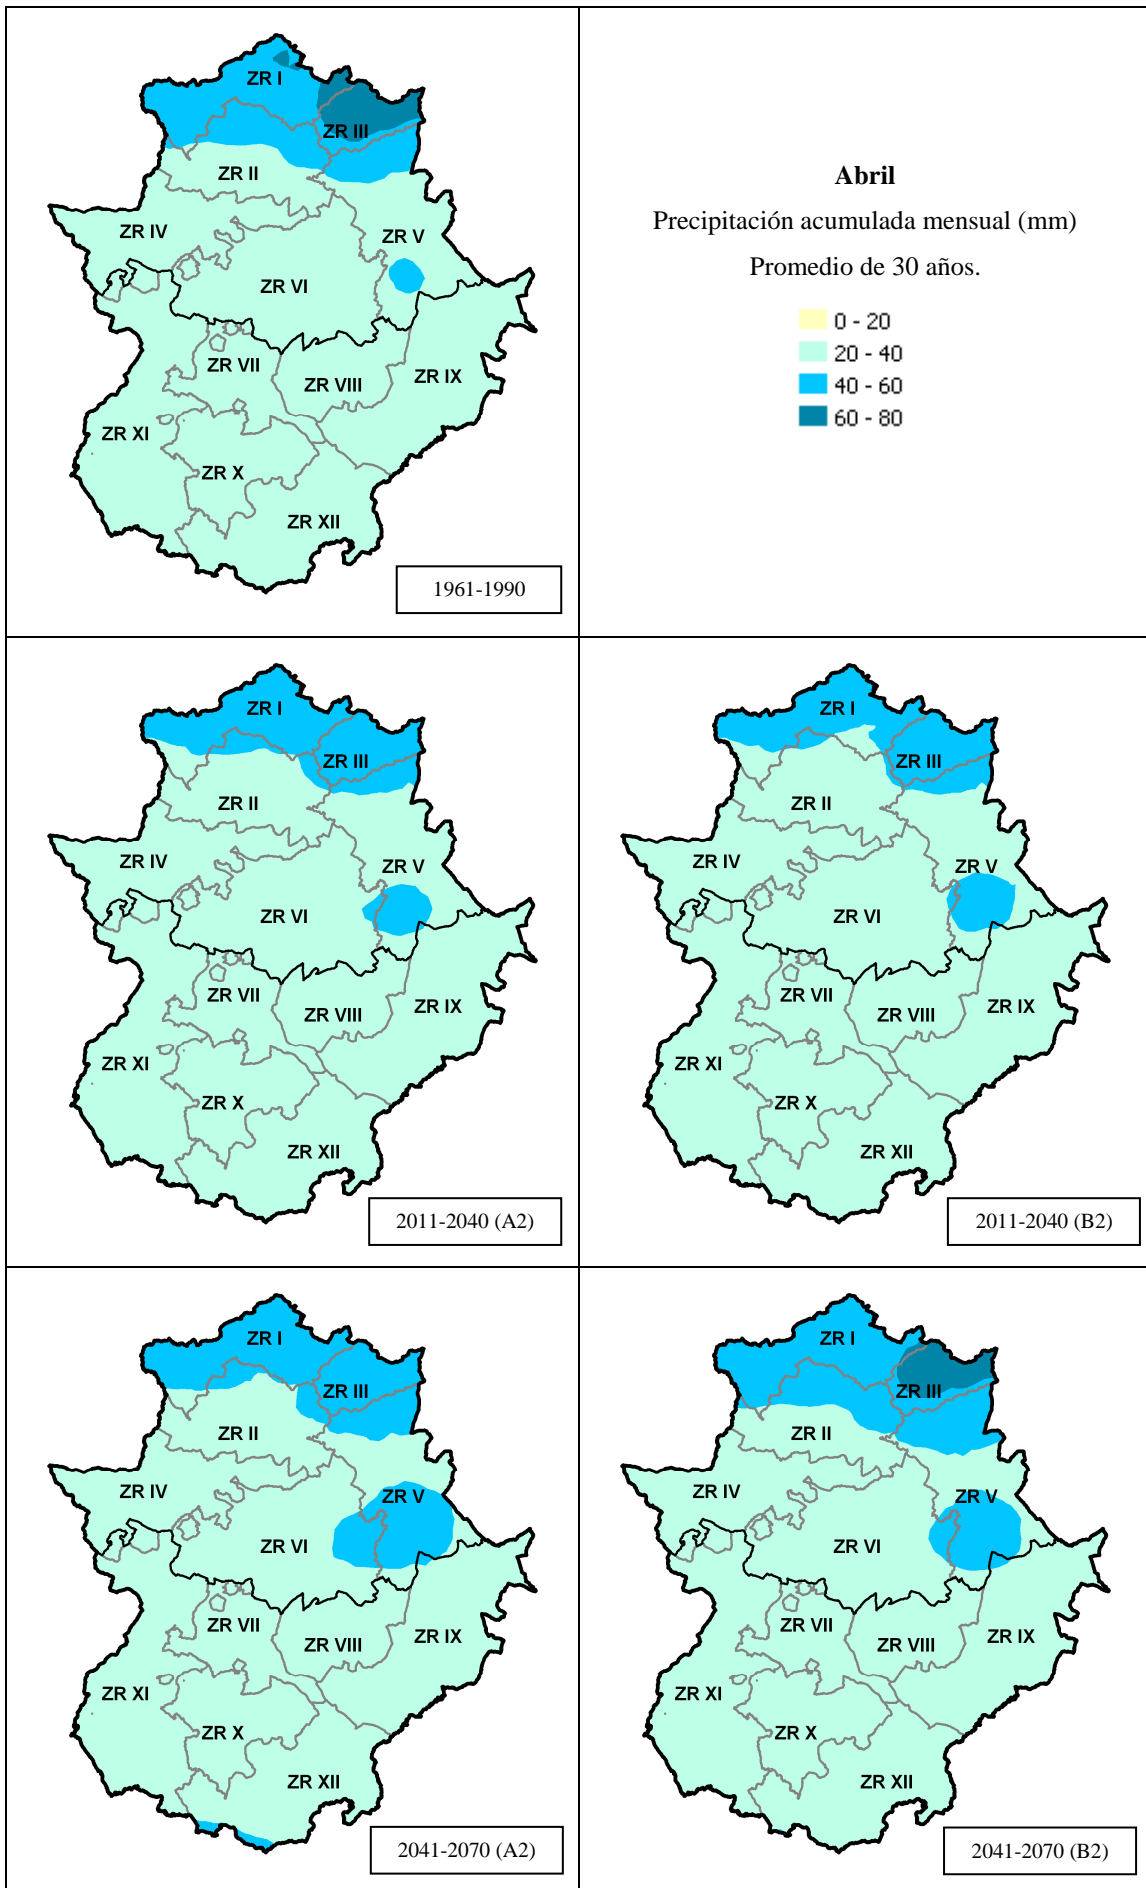 ZR I
ZR III
ZR II
ZR IV
ZR V
ZR VI
ZR VII
ZR VIII
ZR IX
ZR XI
ZR X
ZR XII
1961-1990
Abril
Precipitación acumulada mensual (mm)
Promedio de 30 años.
0 - 20
20 - 40
40 - 60
60 - 80
ZR I
ZR III
ZR II
ZR IV
ZR V
ZR VI
ZR VII
ZR VIII
ZR IX
ZR XI
ZR X
ZR XII
2011-2040 (A2)
ZR I
ZR III
ZR II
ZR IV
ZR V
ZR VI
ZR VII
ZR VIII
ZR IX
ZR XI
ZR X
ZR XII
2011-2040 (B2)
ZR I
ZR III
ZR II
ZR IV
ZR V
ZR VI
ZR VII
ZR VIII
ZR IX
ZR XI
ZR X
ZR XII
2041-2070 (A2)
ZR I
ZR III
ZR II
ZR IV
ZR V
ZR VI
ZR VII
ZR VIII
ZR IX
ZR XI
ZR X
ZR XII
2041-2070 (B2)